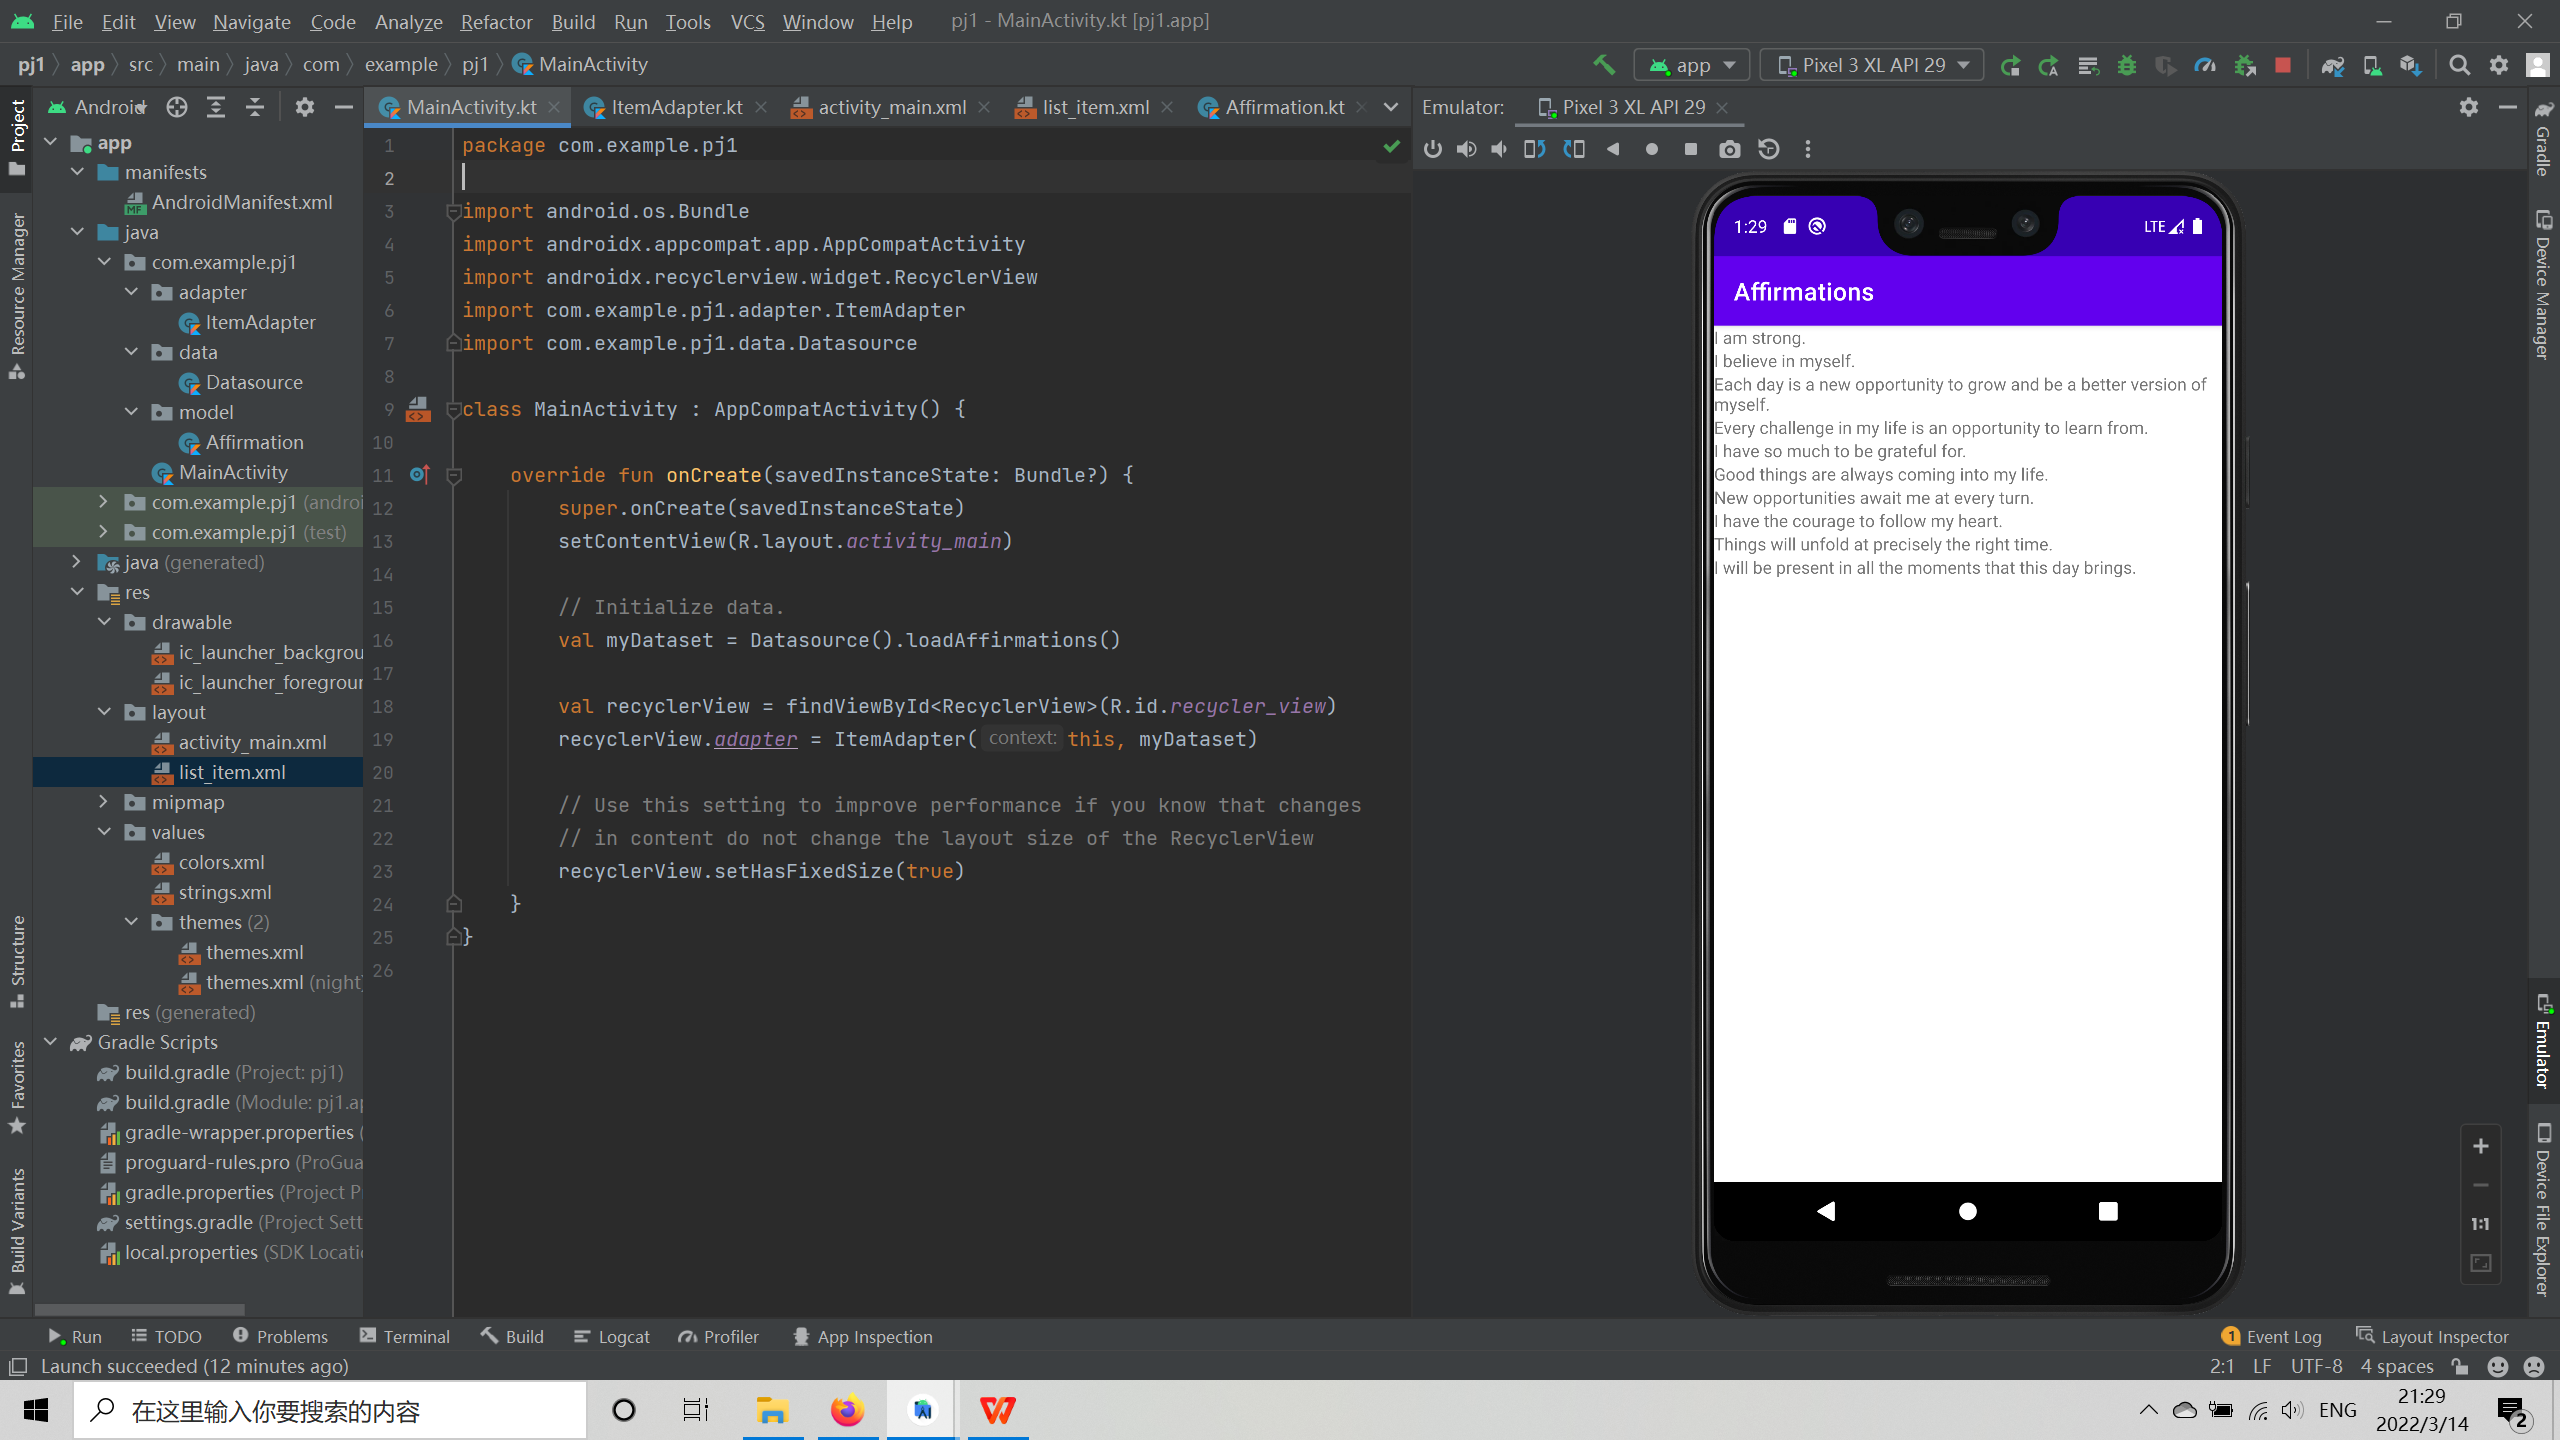 File Edit View Navigate Code Analyze Refactor Build Run Tools VCS Window Help pj1 - MainActivity.kt [pj1.app]
pj1 app src main java com example pj1 MainActivity app Pixel 3 XL API 29
Android MainActivity.kt ItemAdapter.kt activity_main.xml list_item.xml Affirmation.kt Emulator: Pixel 3 XL API 29
Project
Resource Manager
Structure
Favorites
Build Variants
app
manifests
AndroidManifest.xml
java
com.example.pj1
adapter
ItemAdapter
data
Datasource
model
Affirmation
MainActivity
com.example.pj1 (androi
com.example.pj1 (test)
java (generated)
res
drawable
ic_launcher_backgrou
ic_launcher_foregrour
layout
activity_main.xml
list_item.xml
mipmap
values
colors.xml
strings.xml
themes (2)
themes.xml
themes.xml (night)
res (generated)
Gradle Scripts
build.gradle (Project: pj1)
build.gradle (Module: pj1.ap
gradle-wrapper.properties (
proguard-rules.pro (ProGua
gradle.properties (Project P
settings.gradle (Project Sett
local.properties (SDK Locati
1 package com.example.pj1
2
3 import android.os.Bundle
4 import androidx.appcompat.app.AppCompatActivity
5 import androidx.recyclerview.widget.RecyclerView
6 import com.example.pj1.adapter.ItemAdapter
7 import com.example.pj1.data.Datasource
8
9 class MainActivity : AppCompatActivity() {
10
11 override fun onCreate(savedInstanceState: Bundle?) {
12 super.onCreate(savedInstanceState)
13 setContentView(R.layout.activity_main)
14
15 // Initialize data.
16 val myDataset = Datasource().loadAffirmations()
17
18 val recyclerView = findViewById<RecyclerView>(R.id.recycler_view)
19 recyclerView.adapter = ItemAdapter( context: this, myDataset)
20
21 // Use this setting to improve performance if you know that changes
22 // in content do not change the layout size of the RecyclerView
23 recyclerView.setHasFixedSize(true)
24 }
25 }
26
1:29 LTE
Affirmations
I am strong.
I believe in myself.
Each day is a new opportunity to grow and be a better version of
myself.
Every challenge in my life is an opportunity to learn from.
I have so much to be grateful for.
Good things are always coming into my life.
New opportunities await me at every turn.
I have the courage to follow my heart.
Things will unfold at precisely the right time.
I will be present in all the moments that this day brings.
1:1
Gradle
Device Manager
Emulator
Device File Explorer
Run TODO Problems Terminal Build Logcat Profiler App Inspection 1 Event Log Layout Inspector
Launch succeeded (12 minutes ago) 2:1 LF UTF-8 4 spaces
在这里输入你要搜索的内容 ENG 21:29
2022/3/14 2